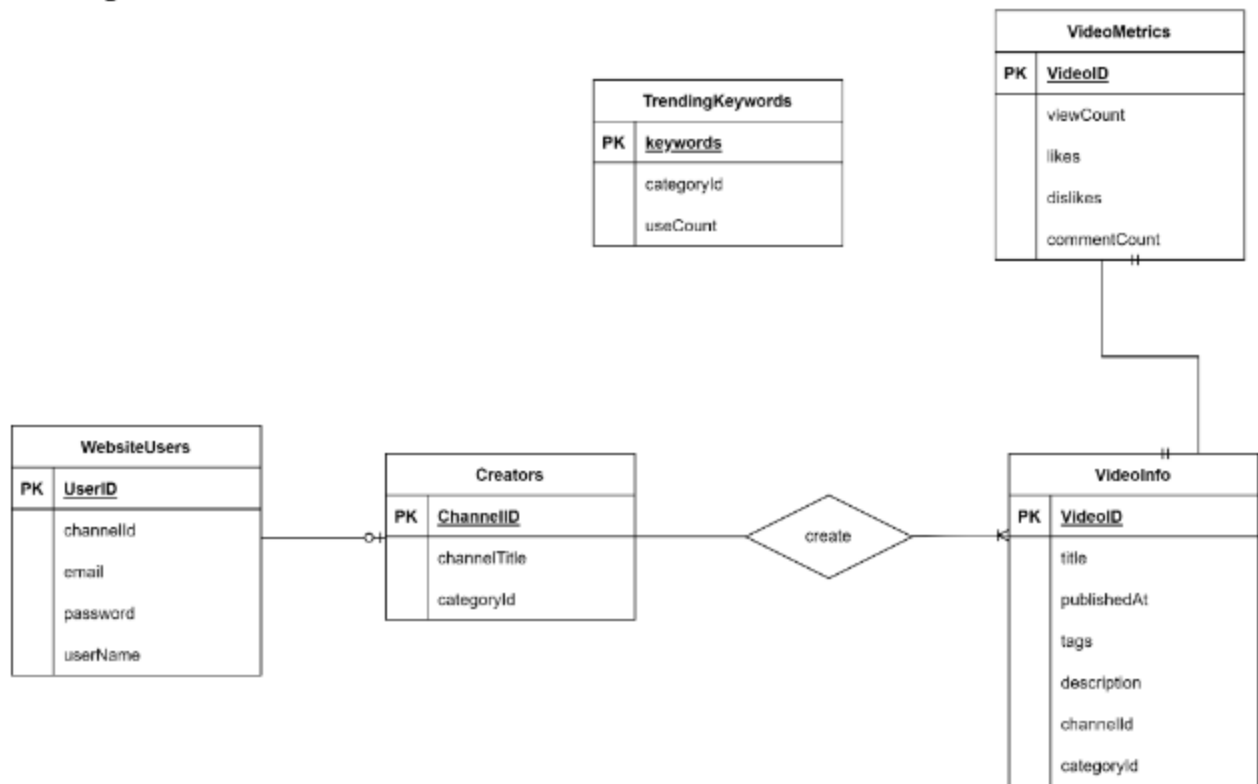 VideoMetrics
PK VideoID
viewCount
likes
dislikes
commentCount
TrendingKeywords
PK keywords
categoryId
useCount
WebsiteUsers
PK UserID
channelId
email
password
userName
Creators
PK ChannelID
channelTitle
categoryId
create
VideoInfo
PK VideoID
title
publishedAt
tags
description
channelId
categoryId